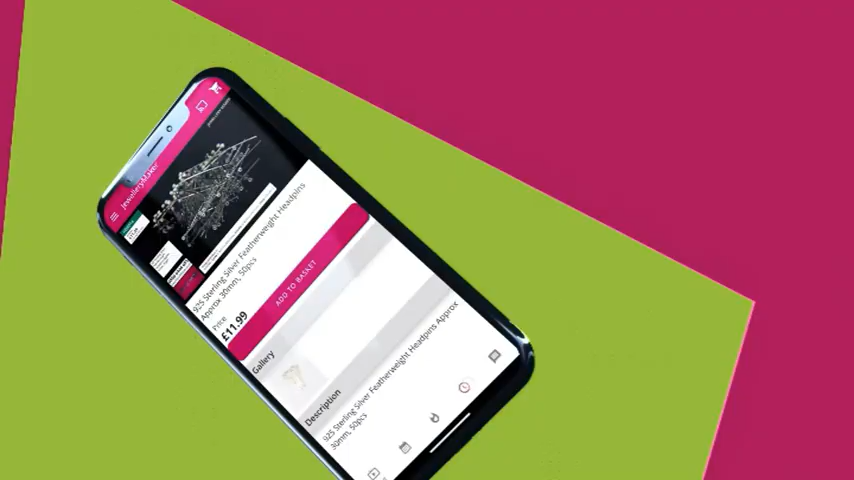 JewelleryMaker
925 Sterling Silver Featherweight Headpins
Approx 30mm, 50pcs
Price
£11.99
ADD TO BASKET
Gallery
Description
925 Sterling Silver Featherweight Headpins Approx
30mm, 50pcs